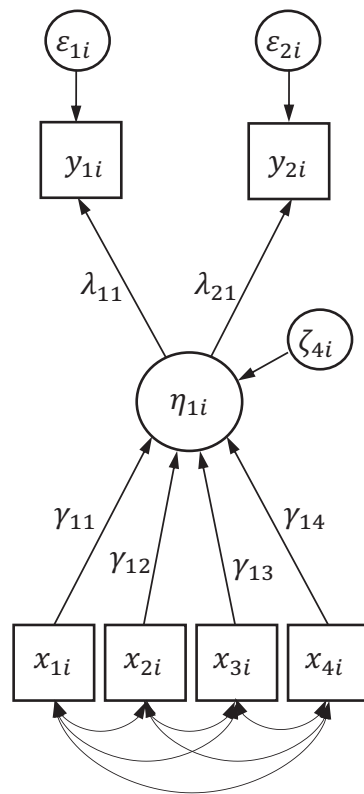 ε₁ᵢ ε₂ᵢ
y₁ᵢ y₂ᵢ
λ₁₁ λ₂₁
ζ₄ᵢ
η₁ᵢ
γ₁₁ γ₁₂ γ₁₃ γ₁₄
x₁ᵢ x₂ᵢ x₃ᵢ x₄ᵢ